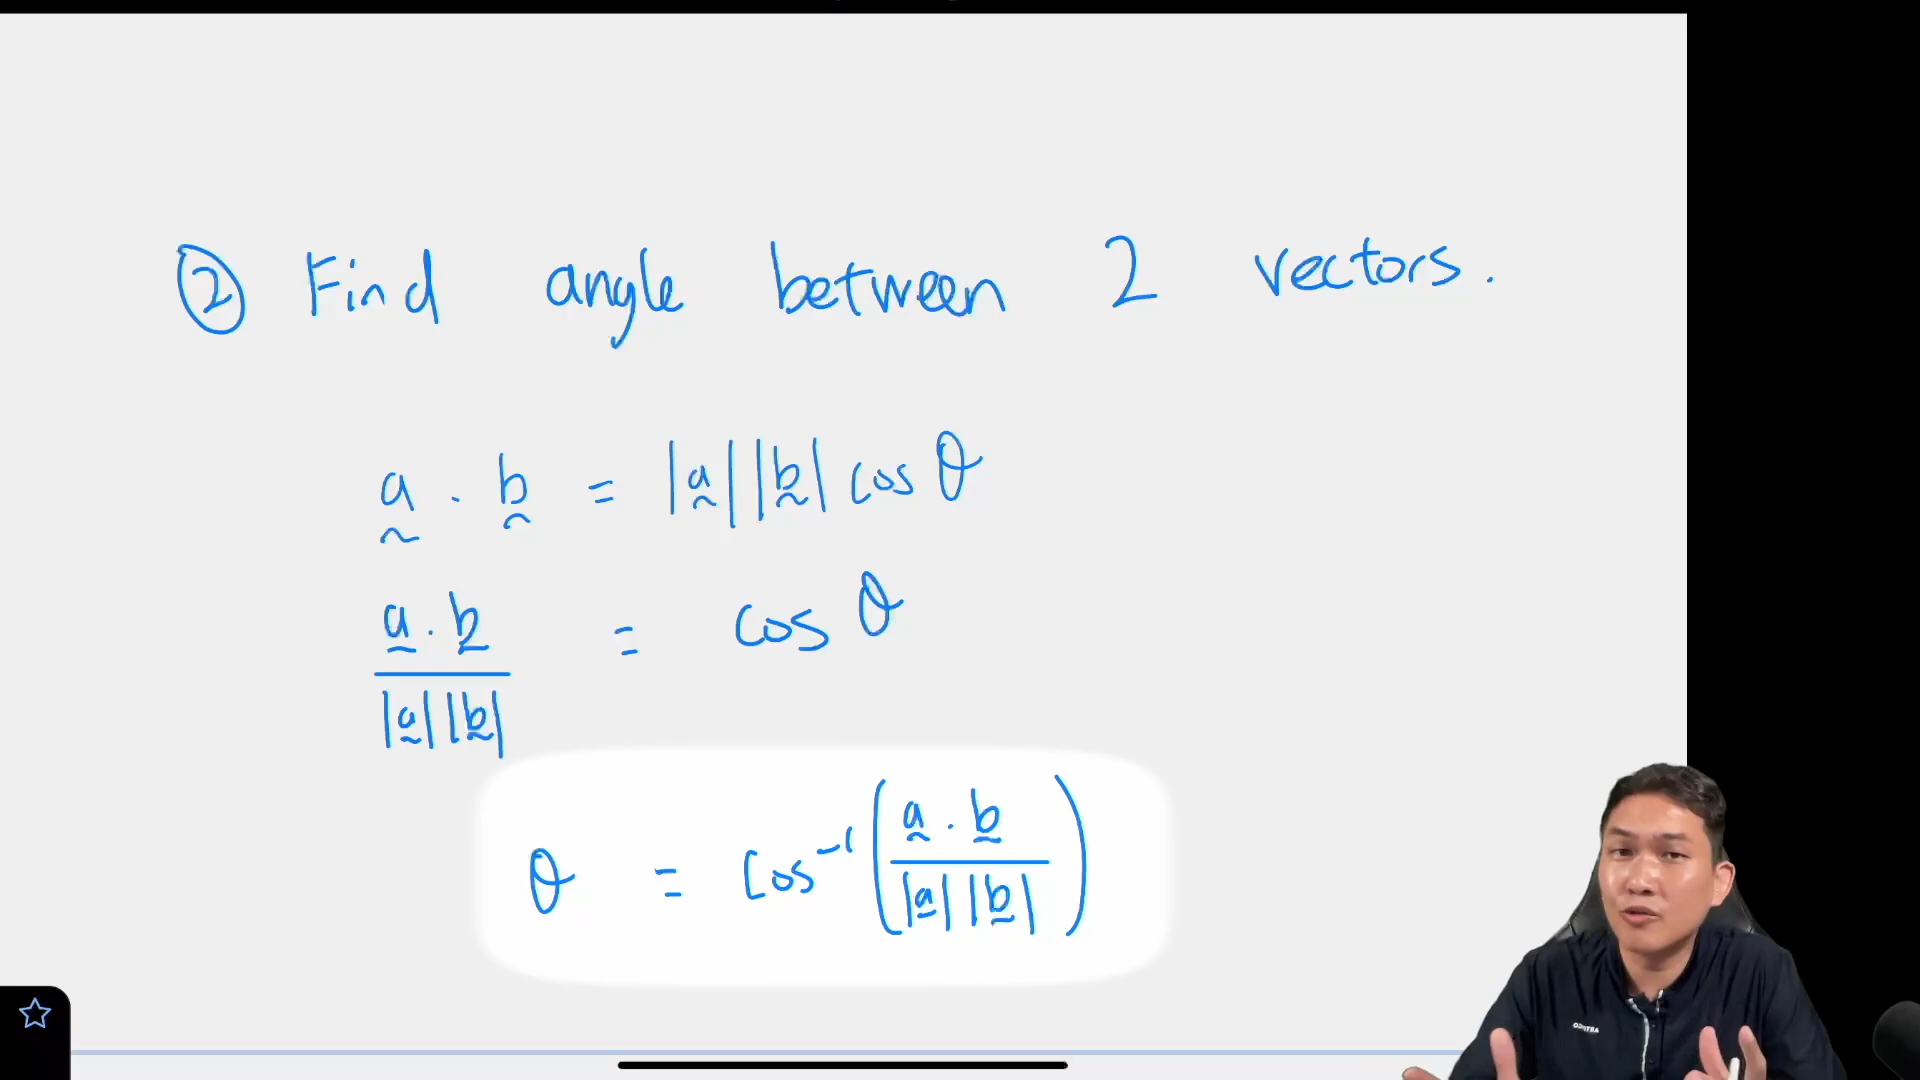 ② Find angle between 2 vectors.
a . b = |a| |b| cos θ
a . b / |a| |b| = cos θ
θ = cos⁻¹ ( a . b / |a| |b| )